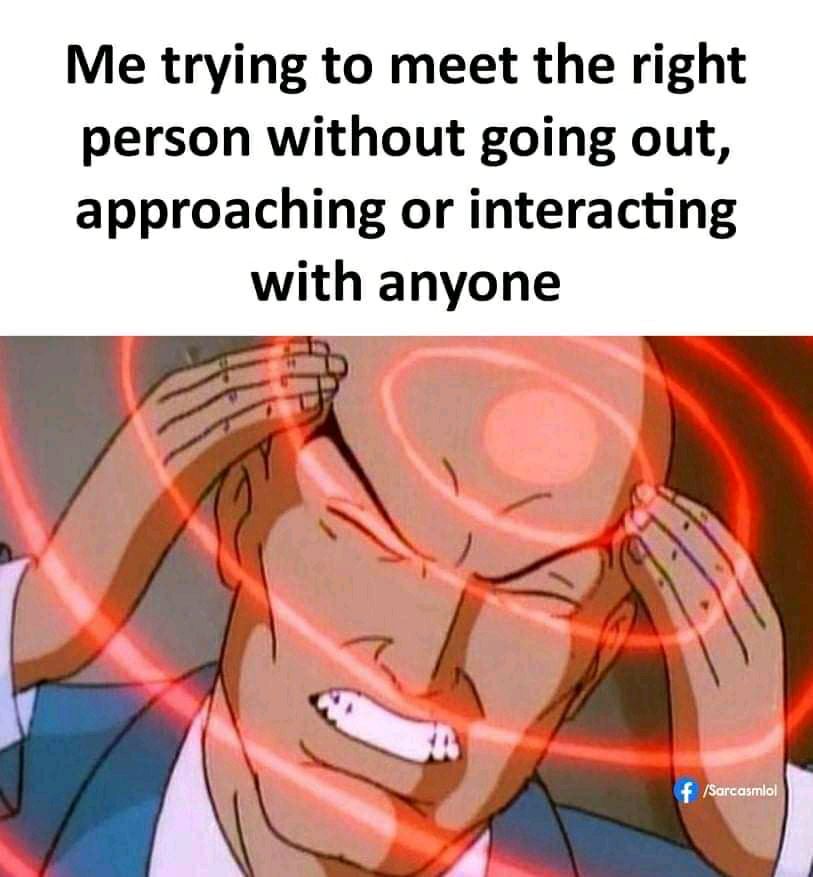 Me trying to meet the right
person without going out,
approaching or interacting
with anyone
/Sarcasmlol